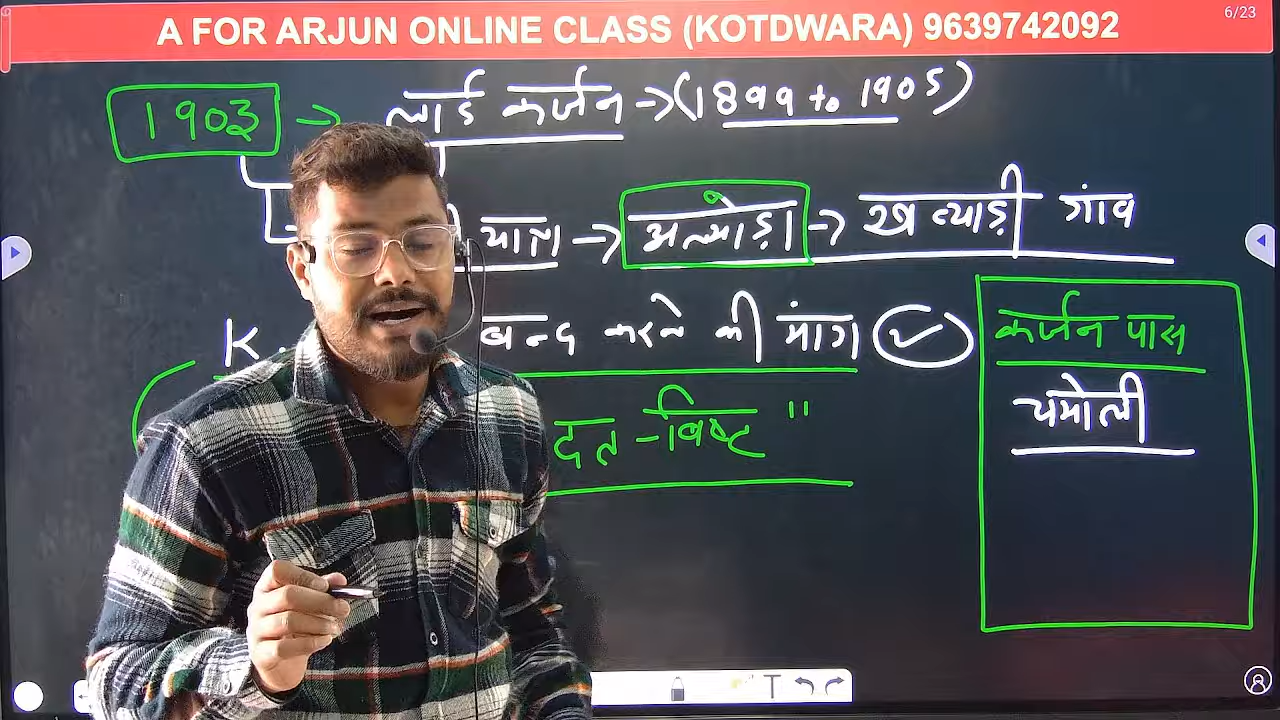 6/23
A FOR ARJUN ONLINE CLASS (KOTDWARA) 9639742092
1903 → लार्ड कर्जन → (1899 to 1905)
यात्रा → अल्मोड़ा → खत्याड़ी गांव
K बन्द करने की मांग
दत्त - बिष्ट "
कर्जन पास
चमोली
T